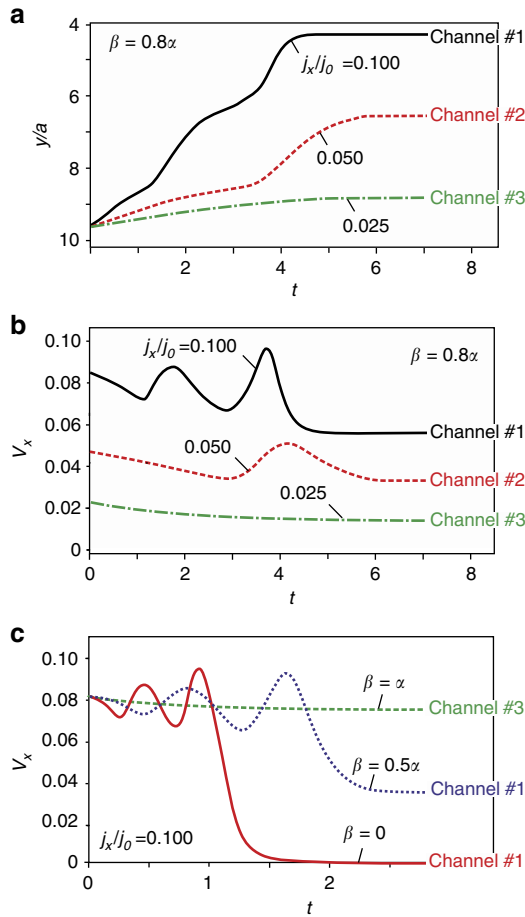 a
β = 0.8α
jx/j0 =0.100
0.050
0.025
Channel #1
Channel #2
Channel #3
y/a
4
6
8
10
0 2 4 6 8
t
b
jx/j0=0.100
β = 0.8α
0.050
0.025
Channel #1
Channel #2
Channel #3
Vx
0.10
0.08
0.06
0.04
0.02
0
0 2 4 6 8
t
c
β = α
β = 0.5α
β = 0
jx/j0 =0.100
Channel #3
Channel #1
Channel #1
Vx
0.10
0.08
0.06
0.04
0.02
0
0 1 2
t